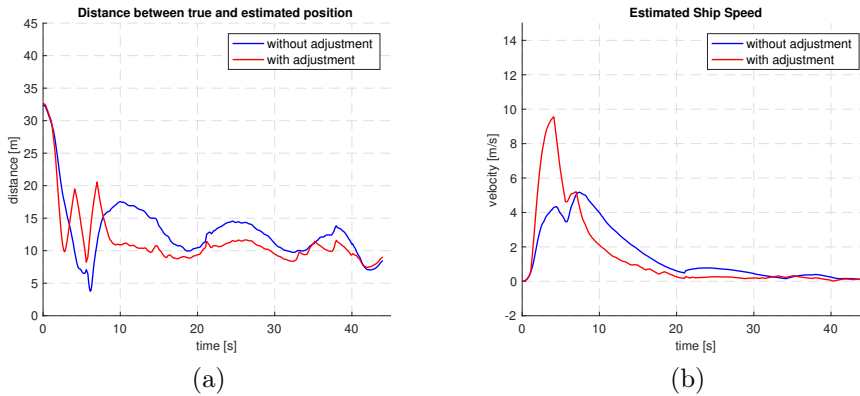 Distance between true and estimated position
45
40
35
30
25
20
15
10
5
0
distance [m]
without adjustment
with adjustment
0 10 20 30 40
time [s]
(a)
Estimated Ship Speed
14
12
10
8
6
4
2
0
-2
velocity [m/s]
without adjustment
with adjustment
0 10 20 30 40
time [s]
(b)